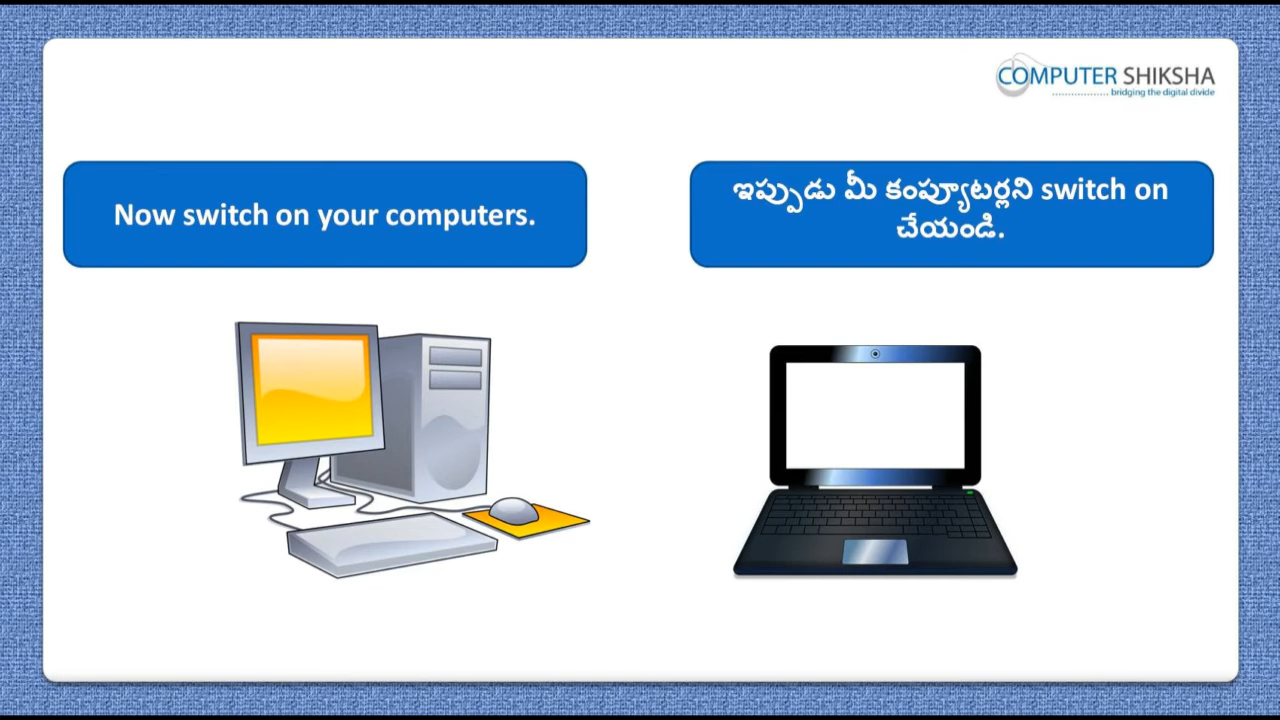 COMPUTER SHIKSHA
.................. bridging the digital divide
Now switch on your computers.
ఇప్పుడు మీ కంప్యూటర్లని switch on
చేయండి.